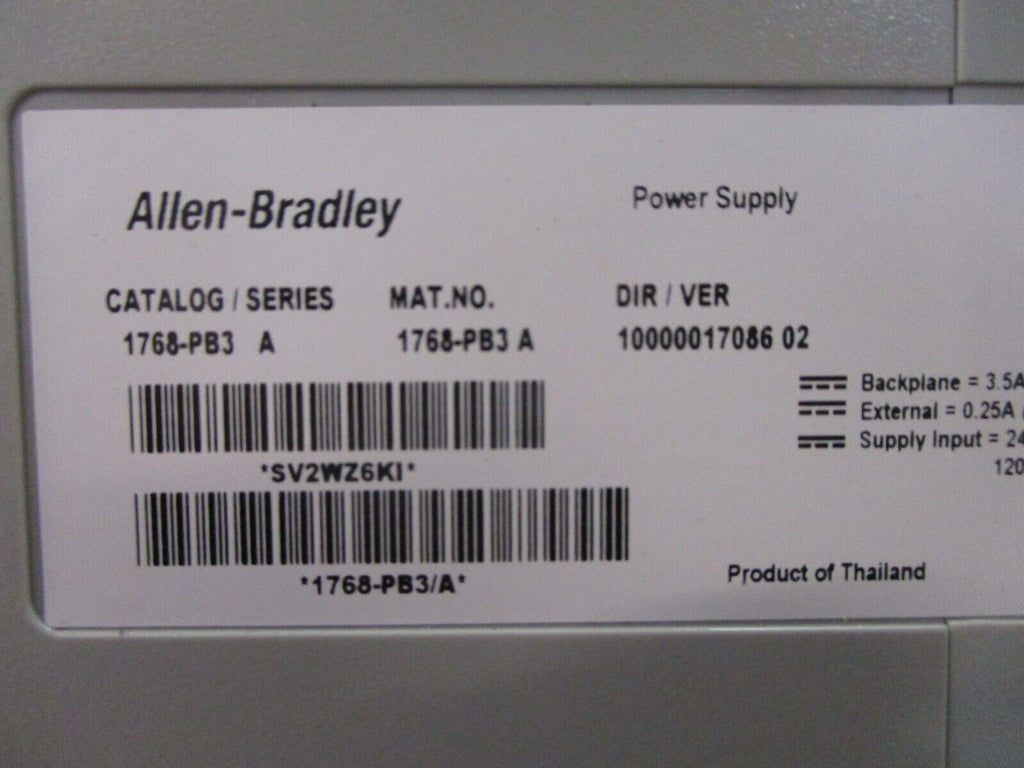 Allen-Bradley
Power Supply
CATALOG / SERIES MAT.NO. DIR / VER
1768-PB3 A 1768-PB3 A 10000017086 02
Backplane = 3.5A
External = 0.25A
Supply Input = 24
120
*SV2WZ6KI*
*1768-PB3/A*
Product of Thailand